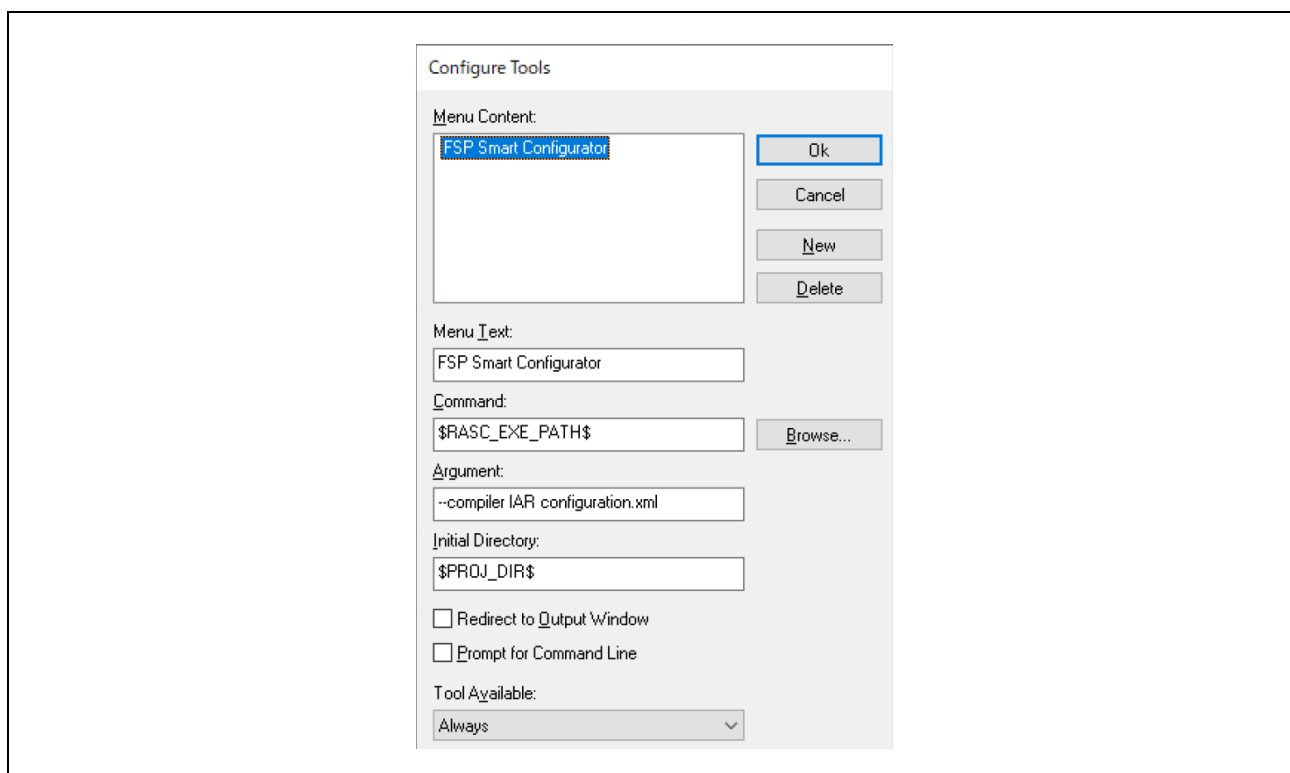 Configure Tools
Menu Content:
FSP Smart Configurator
Ok
Cancel
New
Delete
Menu Text:
FSP Smart Configurator
Command:
$RASC_EXE_PATH$
Browse...
Argument:
--compiler IAR configuration.xml
Initial Directory:
$PROJ_DIR$
Redirect to Output Window
Prompt for Command Line
Tool Available:
Always